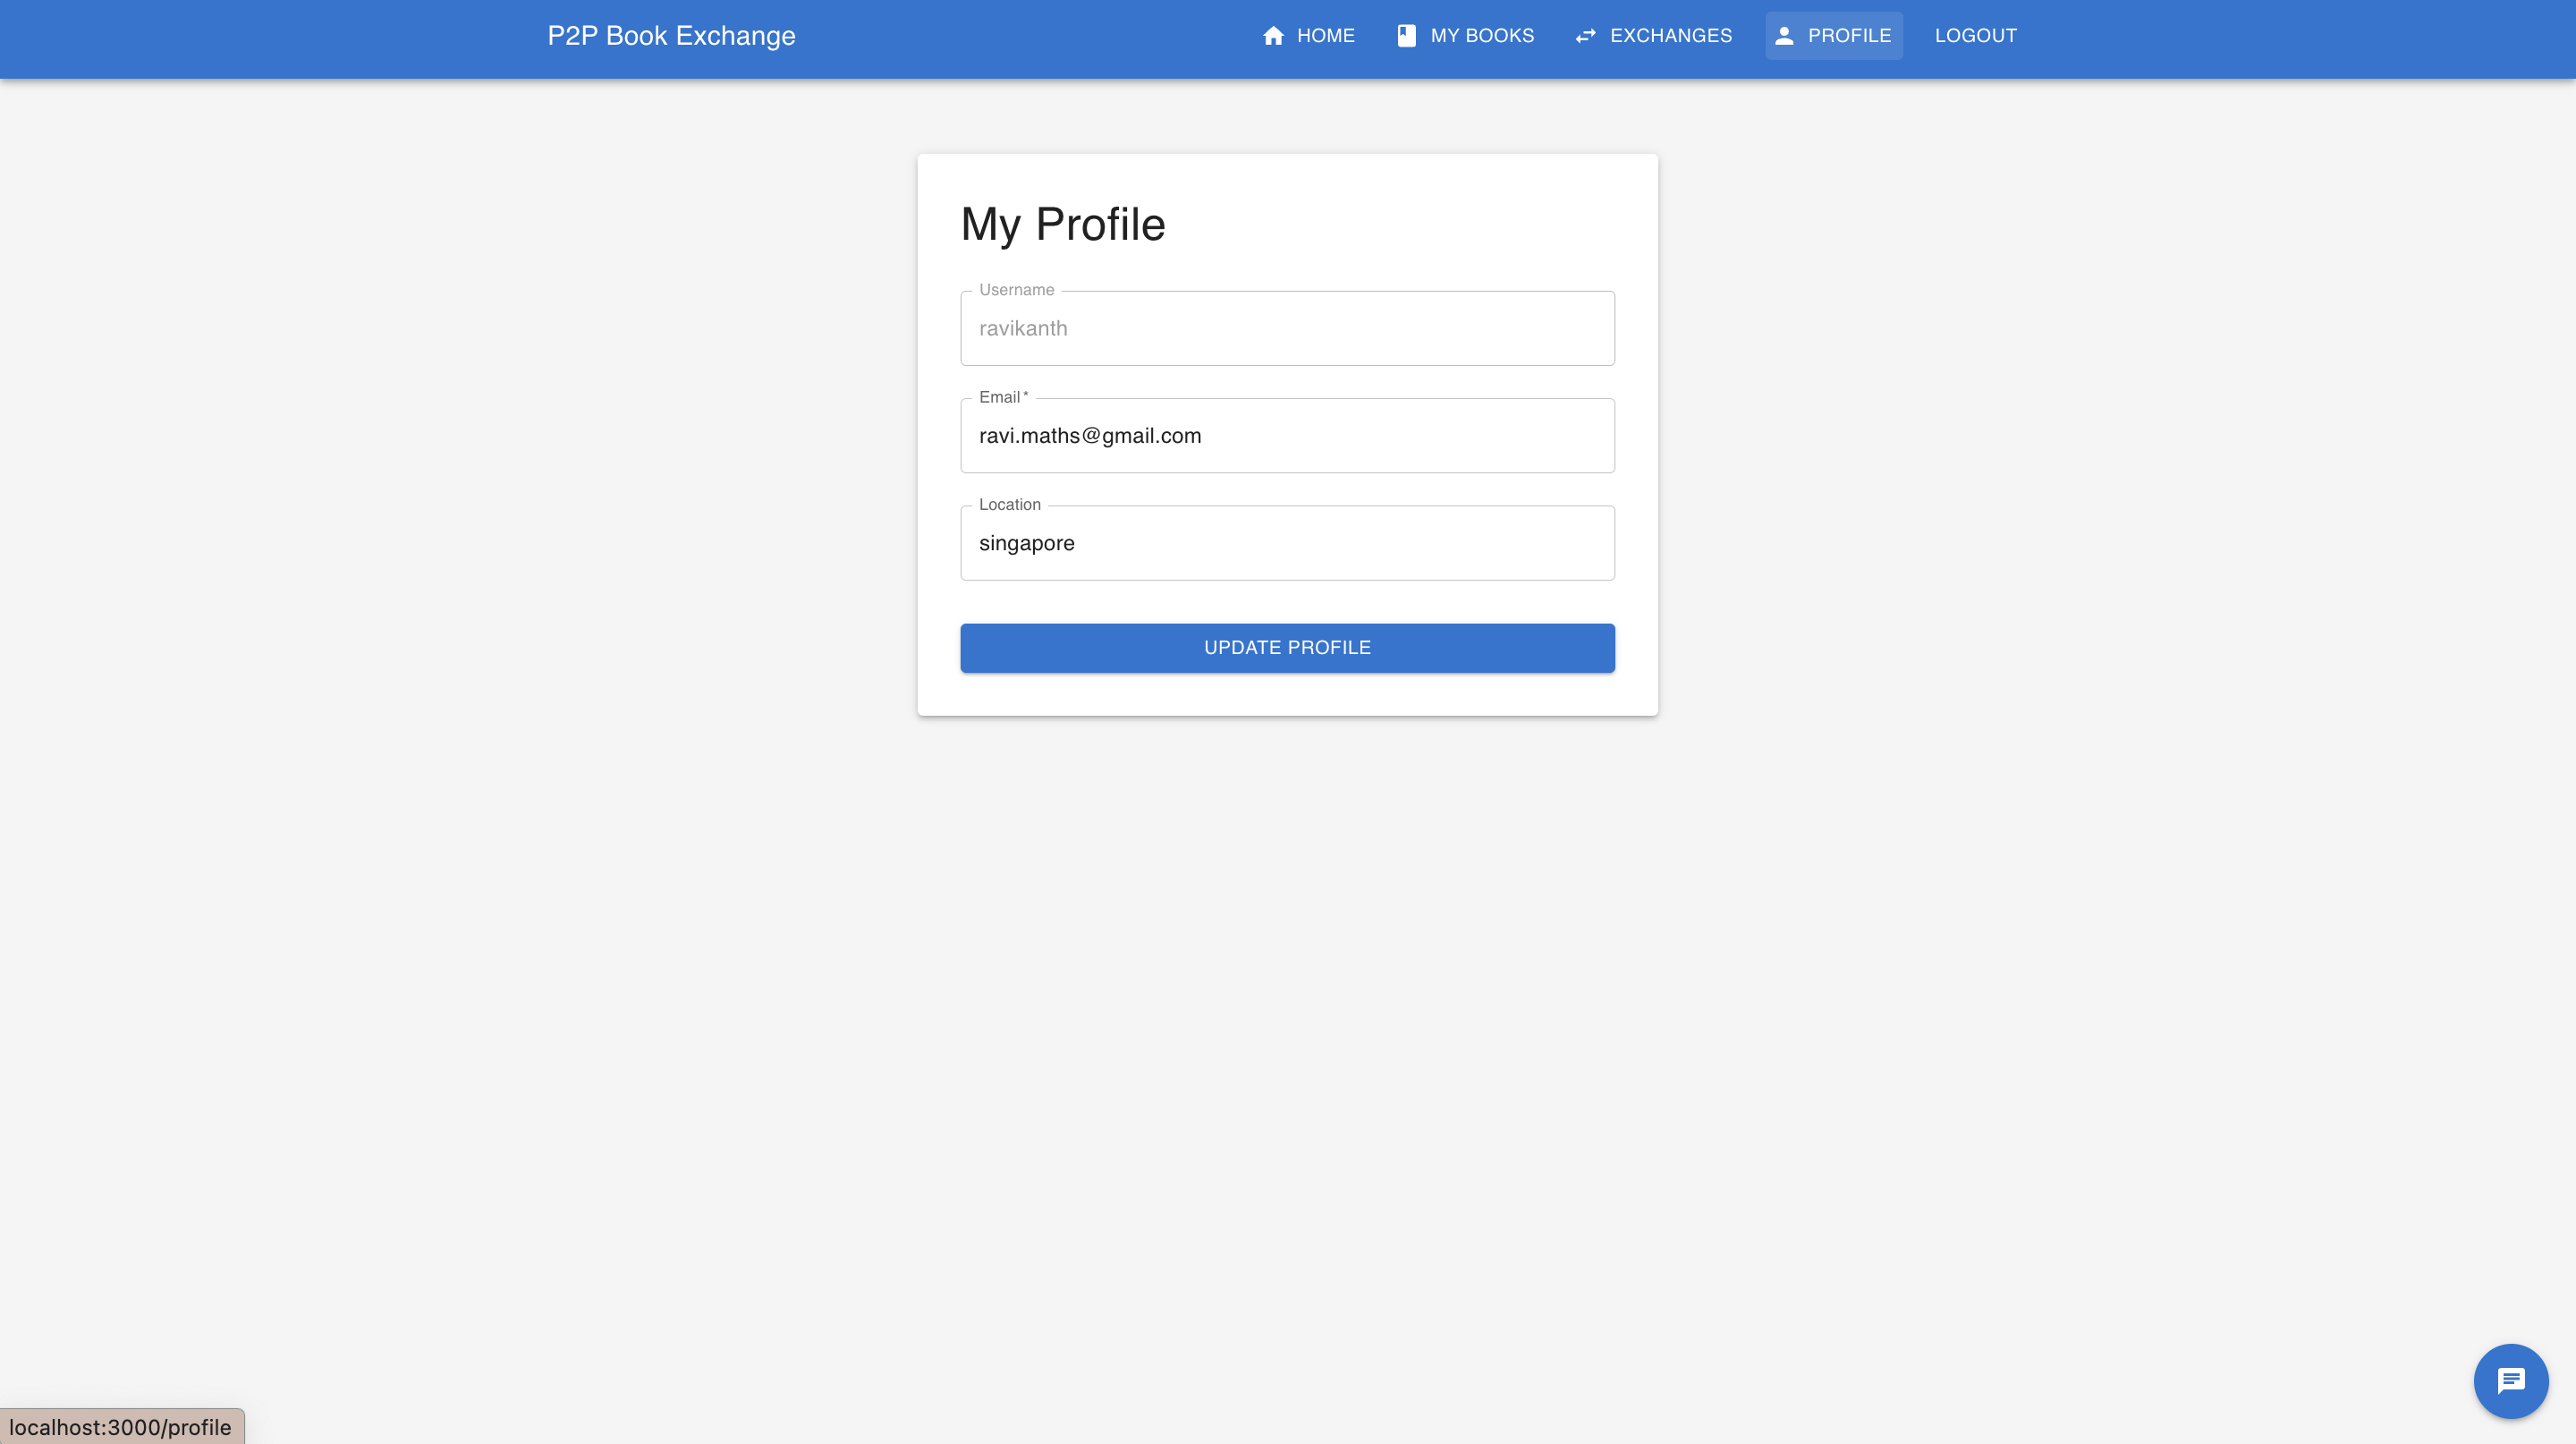 P2P Book Exchange
HOME
MY BOOKS
EXCHANGES
PROFILE
LOGOUT
My Profile
Username
ravikanth
Email *
ravi.maths@gmail.com
Location
singapore
UPDATE PROFILE
localhost:3000/profile